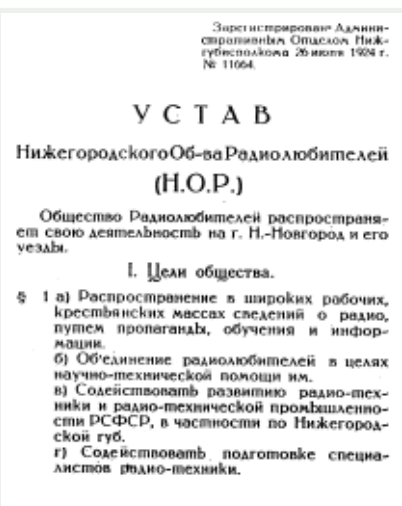 Зарегистрирован Админи-
стративным Отделом Ниж-
губисполкома 26 июля 1924 г.
№ 11664.
УСТАВ
Нижегородского Об-ва Радиолюбителей
(Н.О.Р.)
Общество Радиолюбителей распространя-
ет свою деятельность на г. Н.-Новгород и его
уезды.
I. Цели общества.
§ 1 а) Распространение в широких рабочих,
крестьянских массах сведений о радио,
путем пропаганды, обучения и инфор-
мации.
б) Об'единение радиолюбителей в целях
научно-технической помощи им.
в) Содействовать развитию радио-тех-
ники и радио-технической промышленно-
сти РСФСР, в частности по Нижегород-
ской губ.
г) Содействовать подготовке специа-
листов радио-техники.